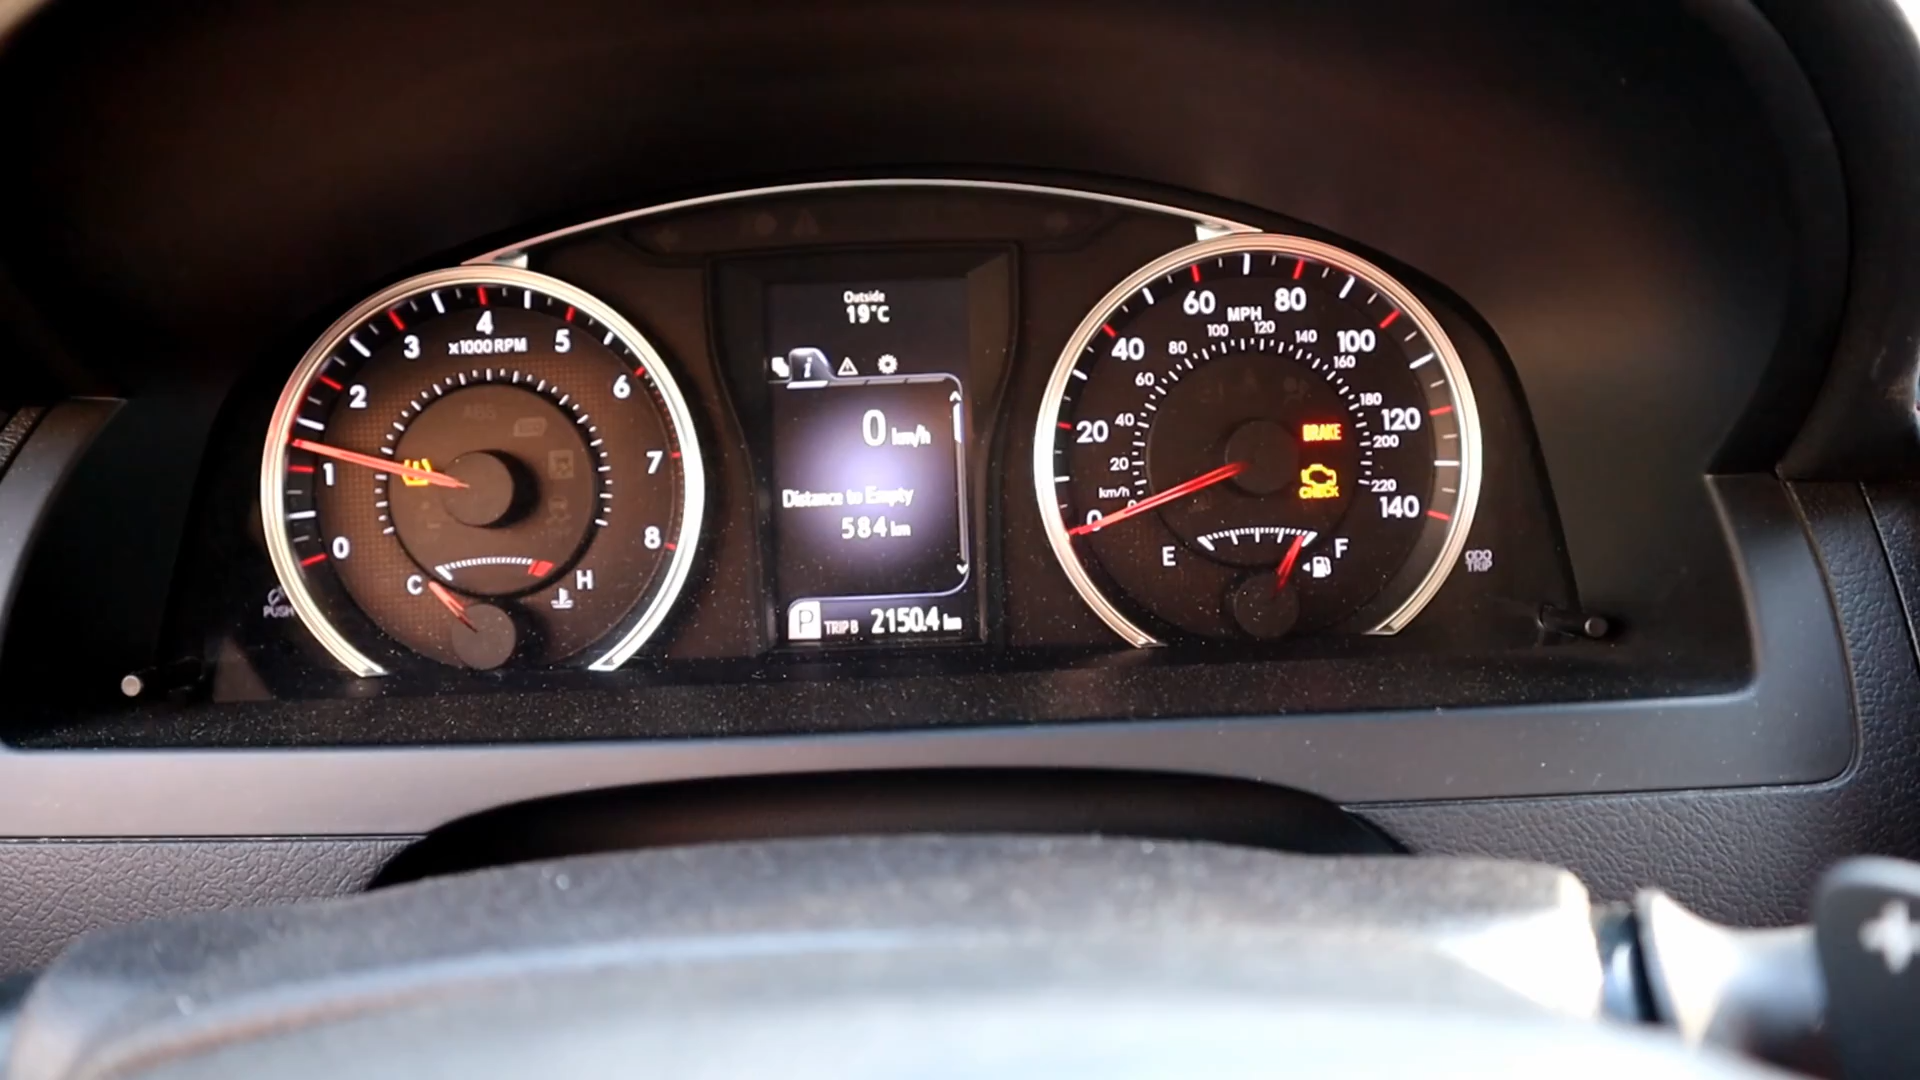 Outside
19°C
0 km/h
Distance to Empty
584 km
P TRIP B 2150.4 km
0 1 2 3 4 5 6 7 8
x1000 RPM
ABS
C H
PUSH
0 20 40 60 80 100 120 140
MPH
20 40 60 80 100 120 140 160 180 200 220
km/h
BRAKE
CHECK
E F
ODO
TRIP